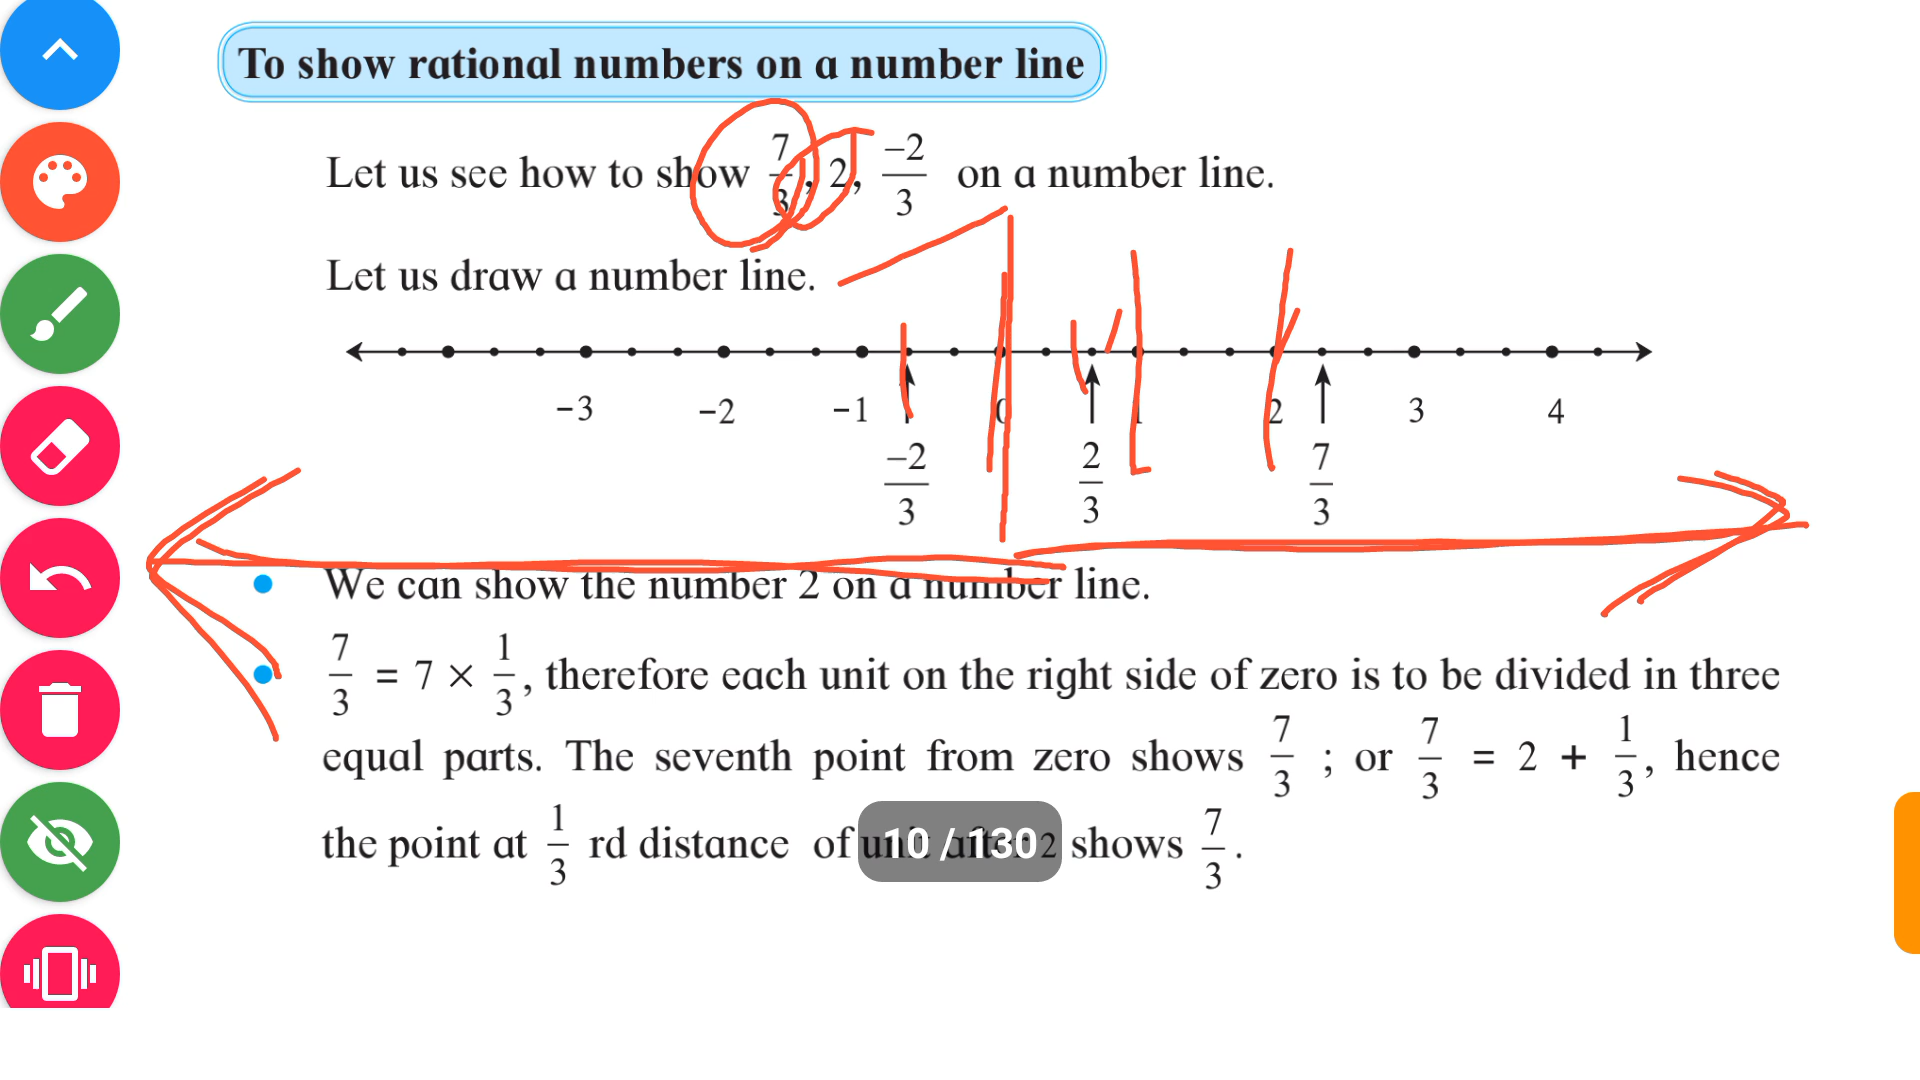 To show rational numbers on a number line
Let us see how to show 7/3, 2, −2/3 on a number line.
Let us draw a number line.
−3 −2 −1 0 1 2 3 4
−2/3 2/3 7/3
We can show the number 2 on a number line.
7/3 = 7 × 1/3, therefore each unit on the right side of zero is to be divided in three
equal parts. The seventh point from zero shows 7/3 ; or 7/3 = 2 + 1/3, hence
the point at 1/3 rd distance of unit after 2 shows 7/3.
10 / 130